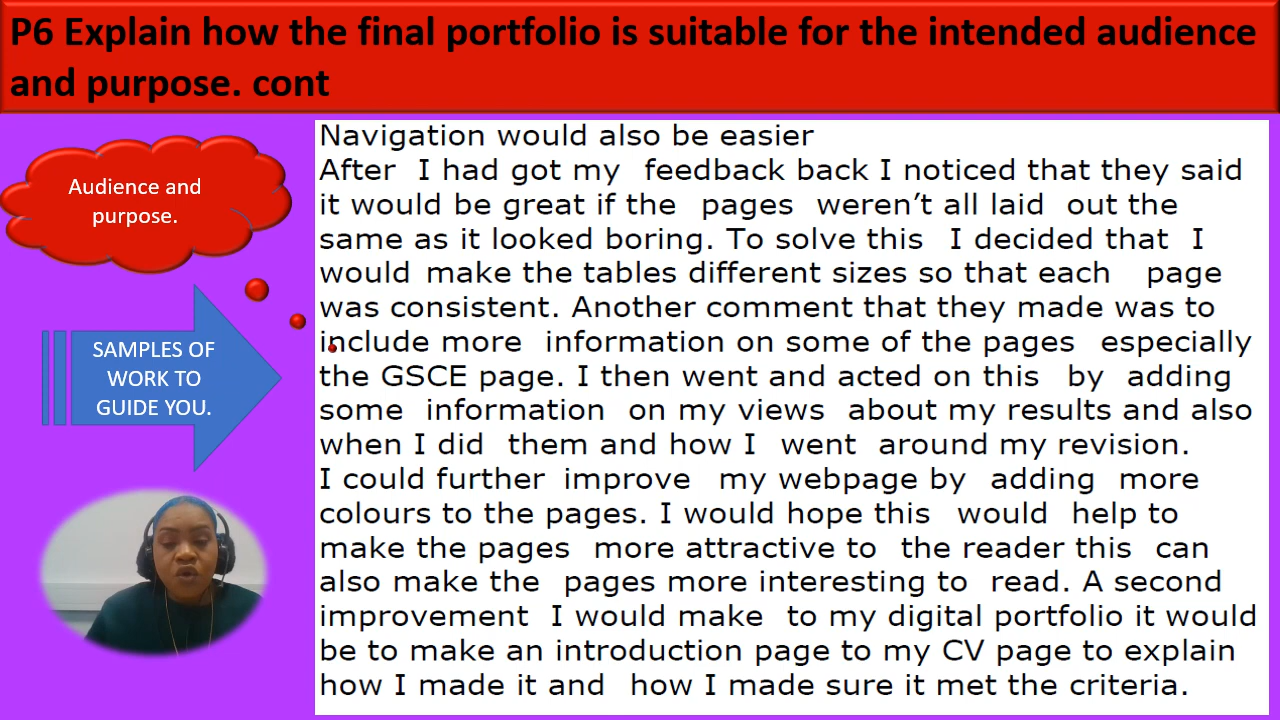 P6 Explain how the final portfolio is suitable for the intended audience
and purpose. cont
Audience and
purpose.
SAMPLES OF
WORK TO
GUIDE YOU.
Navigation would also be easier
After I had got my feedback back I noticed that they said
it would be great if the pages weren’t all laid out the
same as it looked boring. To solve this I decided that I
would make the tables different sizes so that each page
was consistent. Another comment that they made was to
include more information on some of the pages especially
the GSCE page. I then went and acted on this by adding
some information on my views about my results and also
when I did them and how I went around my revision.
I could further improve my webpage by adding more
colours to the pages. I would hope this would help to
make the pages more attractive to the reader this can
also make the pages more interesting to read. A second
improvement I would make to my digital portfolio it would
be to make an introduction page to my CV page to explain
how I made it and how I made sure it met the criteria.